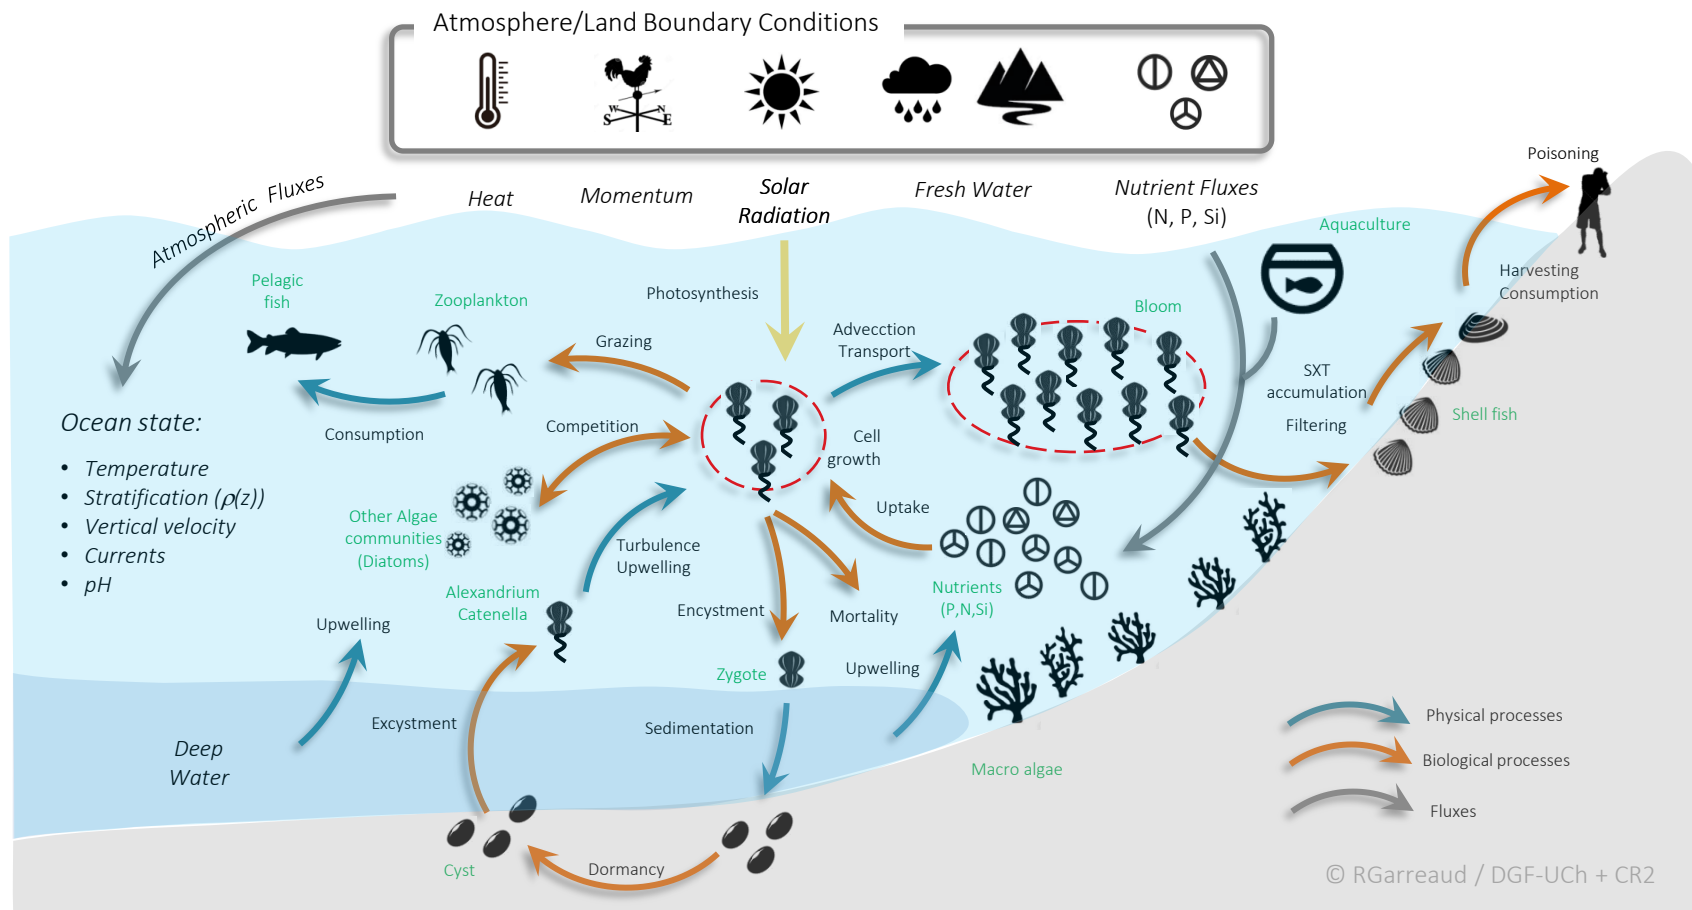 Atmosphere/Land Boundary Conditions
W N
S E
Poisoning
Atmospheric Fluxes
Heat
Momentum
Solar
Radiation
Fresh Water
Nutrient Fluxes
(N, P, Si)
Aquaculture
Pelagic
fish
Zooplankton
Photosynthesis
Bloom
Harvesting
Consumption
Grazing
Advecction
Transport
SXT
accumulation
Filtering
Shell fish
Ocean state:
• Temperature
• Stratification (ρ(z))
• Vertical velocity
• Currents
• pH
Consumption
Competition
Cell
growth
Other Algae
communities
(Diatoms)
Uptake
Turbulence
Upwelling
Alexandrium
Catenella
Nutrients
(P,N,Si)
Encystment
Mortality
Upwelling
Zygote
Upwelling
Excystment
Sedimentation
Deep
Water
Macro algae
Physical processes
Biological processes
Fluxes
Cyst
Dormancy
© RGarreaud / DGF-UCh + CR2